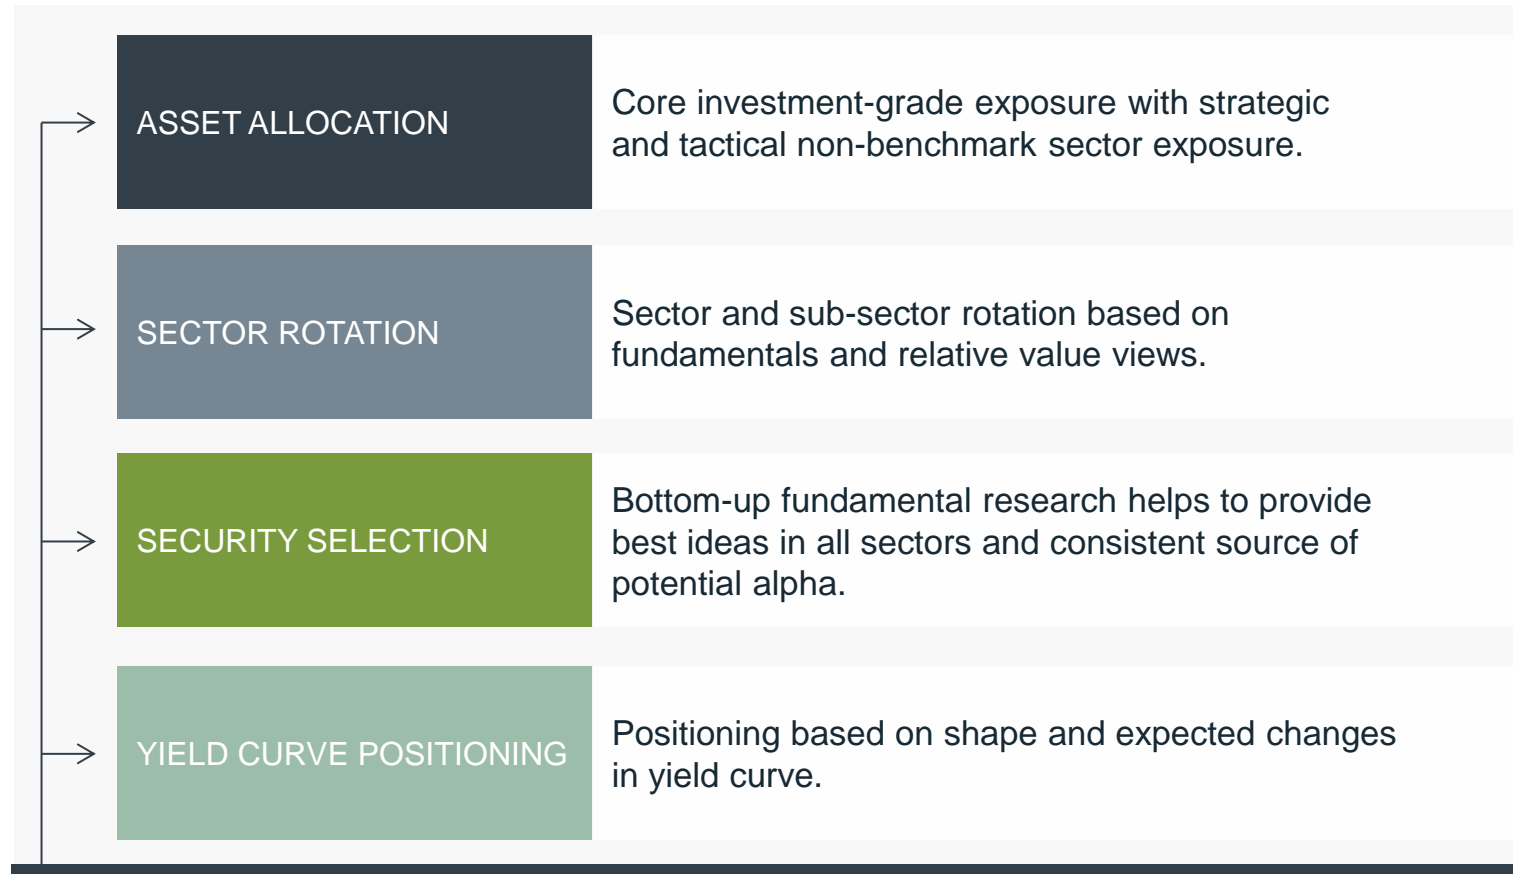 ASSET ALLOCATION
Core investment-grade exposure with strategic
and tactical non-benchmark sector exposure.
SECTOR ROTATION
Sector and sub-sector rotation based on
fundamentals and relative value views.
SECURITY SELECTION
Bottom-up fundamental research helps to provide
best ideas in all sectors and consistent source of
potential alpha.
YIELD CURVE POSITIONING
Positioning based on shape and expected changes
in yield curve.